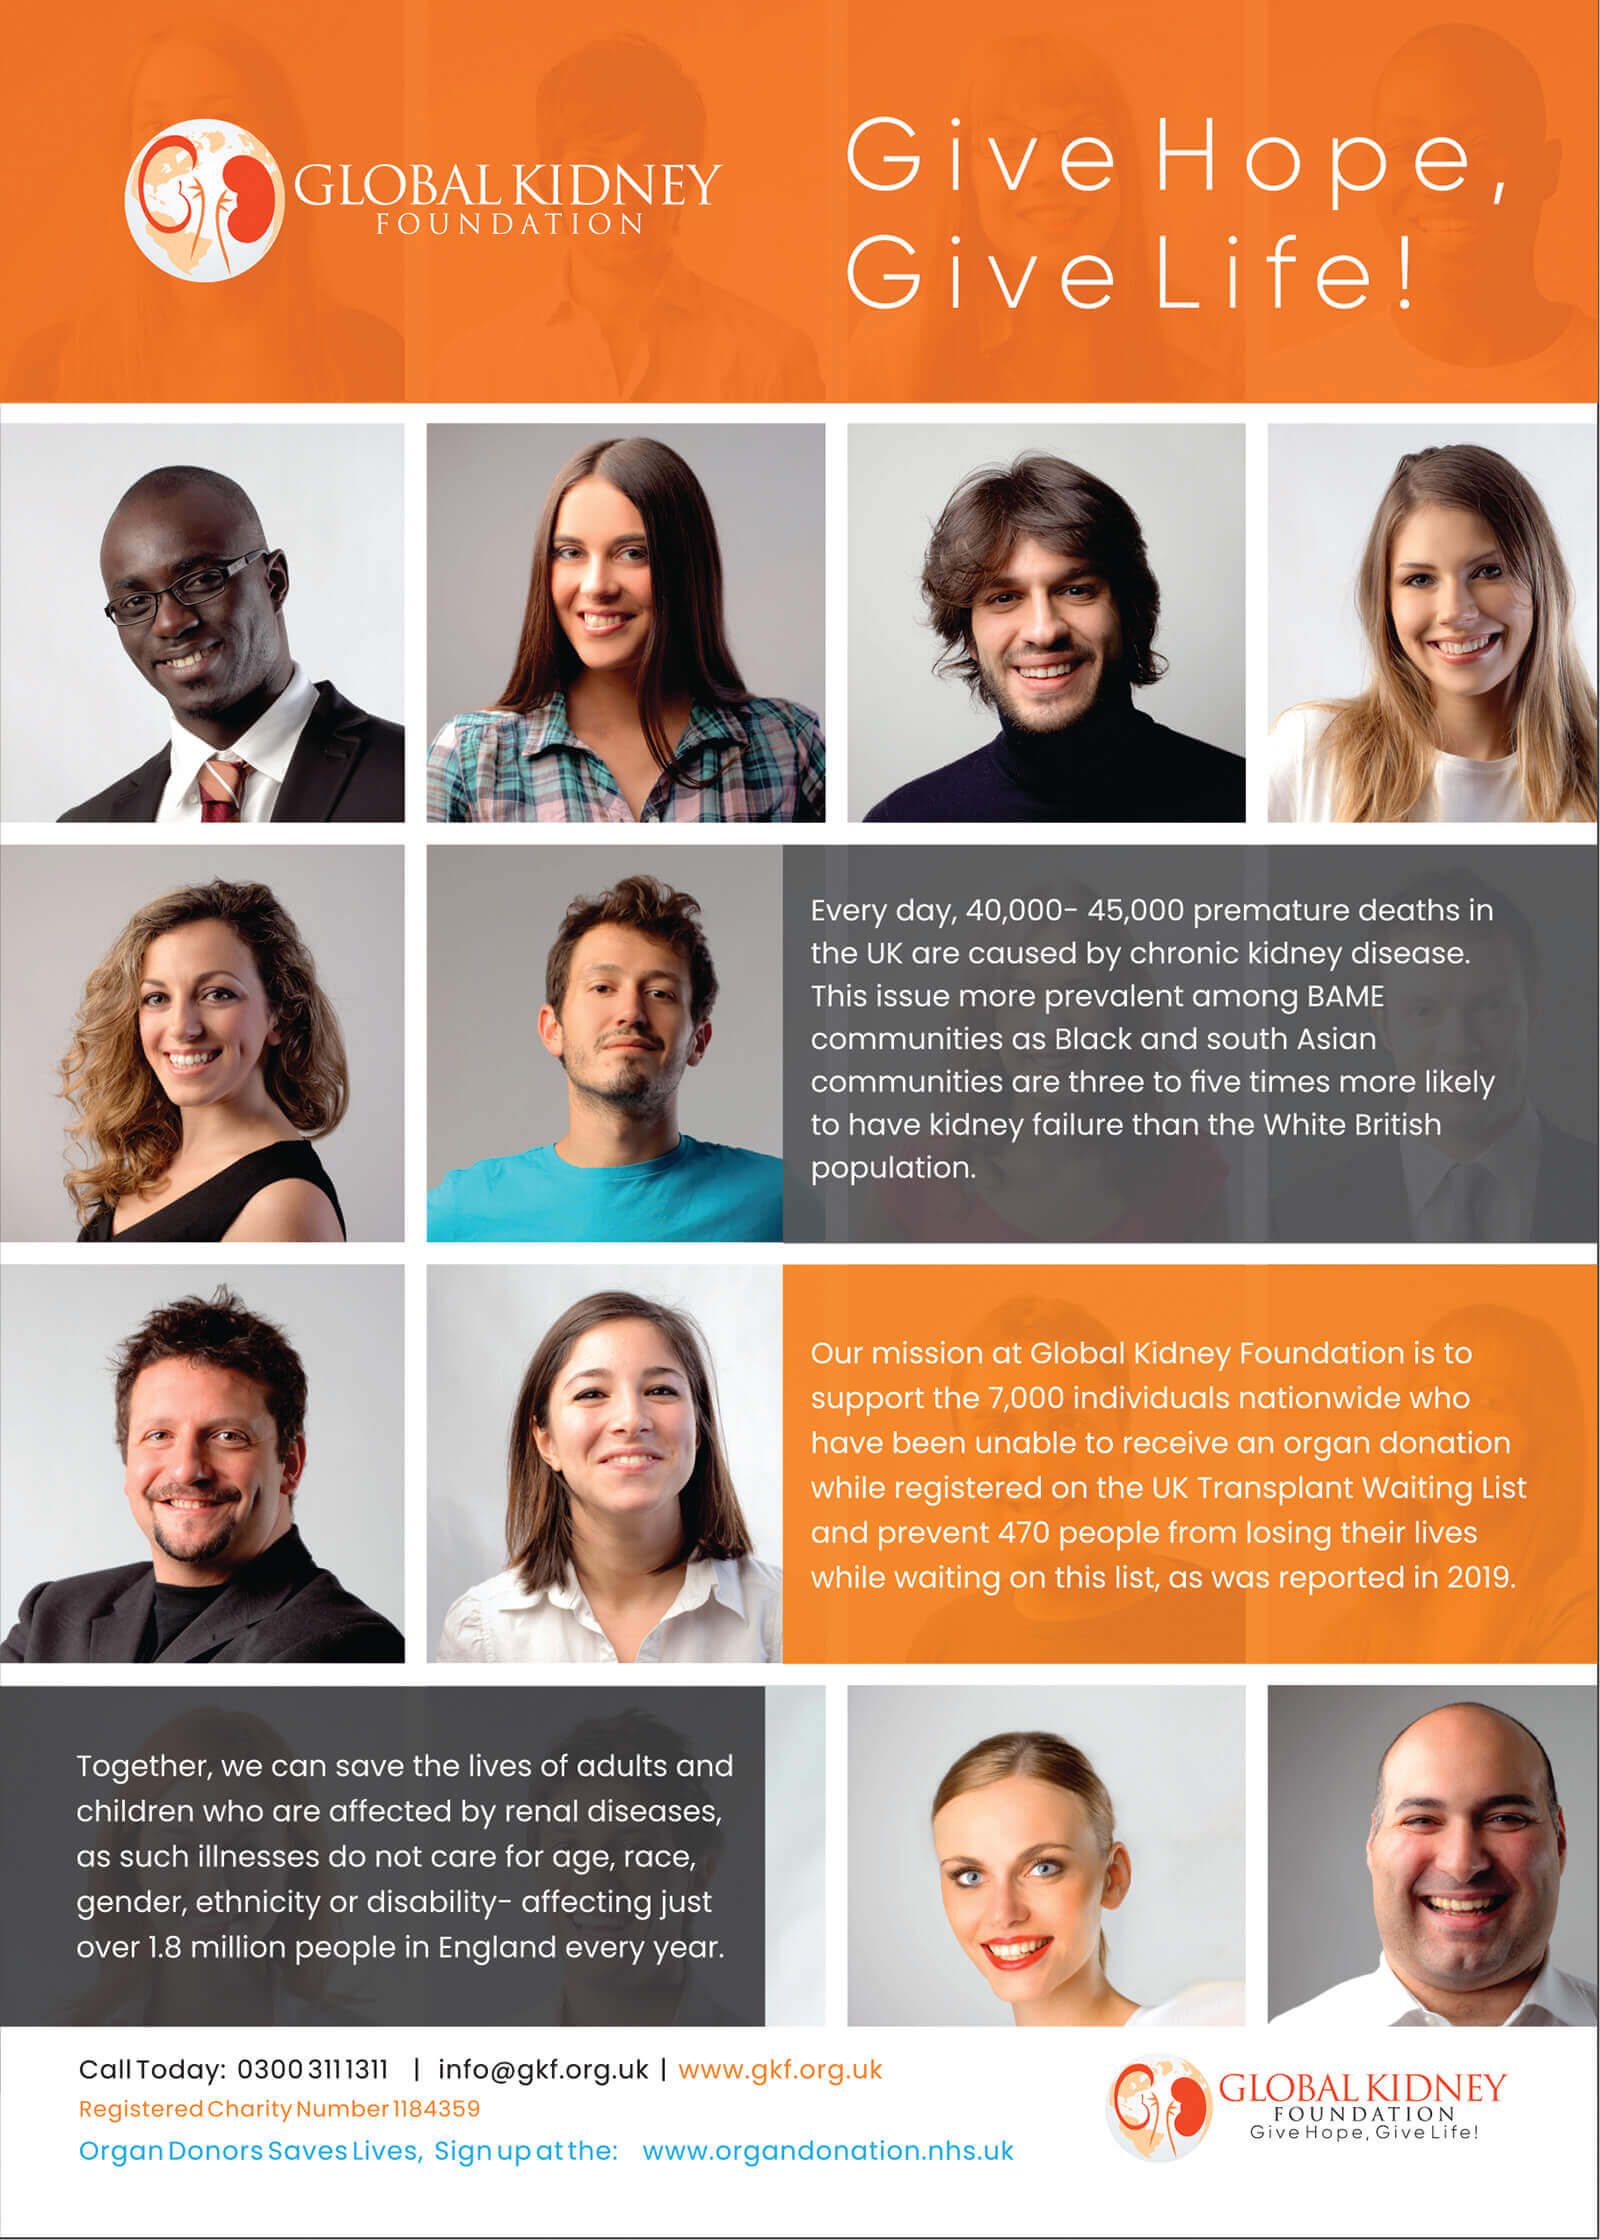 GLOBAL KIDNEY
FOUNDATION
Give Hope,
Give Life!
Every day, 40,000- 45,000 premature deaths in
the UK are caused by chronic kidney disease.
This issue more prevalent among BAME
communities as Black and south Asian
communities are three to five times more likely
to have kidney failure than the White British
population.
Our mission at Global Kidney Foundation is to
support the 7,000 individuals nationwide who
have been unable to receive an organ donation
while registered on the UK Transplant Waiting List
and prevent 470 people from losing their lives
while waiting on this list, as was reported in 2019.
Together, we can save the lives of adults and
children who are affected by renal diseases,
as such illnesses do not care for age, race,
gender, ethnicity or disability- affecting just
over 1.8 million people in England every year.
Call Today: 0300 311 1311 | info@gkf.org.uk | www.gkf.org.uk
Registered Charity Number 1184359
Organ Donors Saves Lives, Sign up at the: www.organdonation.nhs.uk
GLOBAL KIDNEY
FOUNDATION
Give Hope, Give Life!